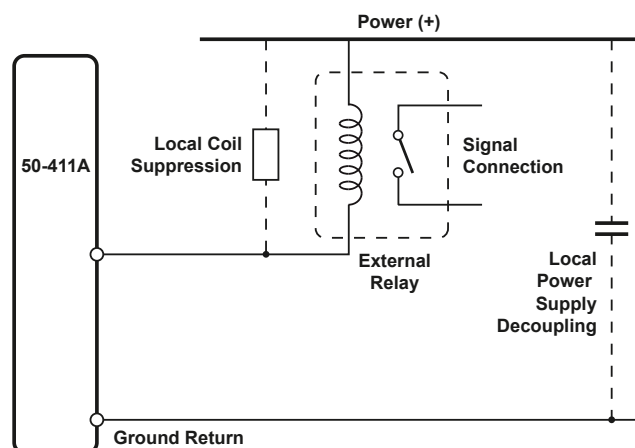 Power (+)
Local Coil
Suppression
50-411A
Signal
Connection
External
Relay
Local
Power
Supply
Decoupling
Ground Return